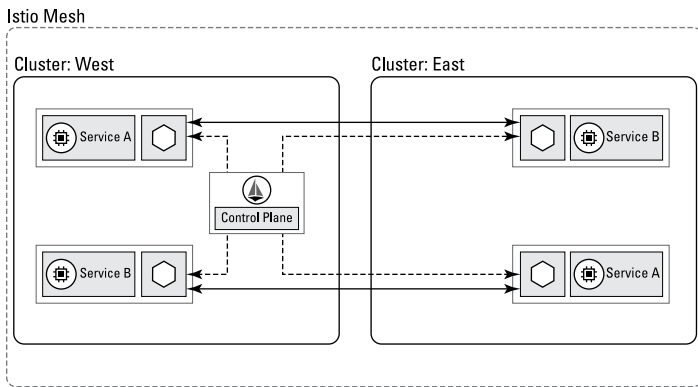 Istio Mesh
Cluster: West
Cluster: East
Service A
Service B
Control Plane
Service B
Service A